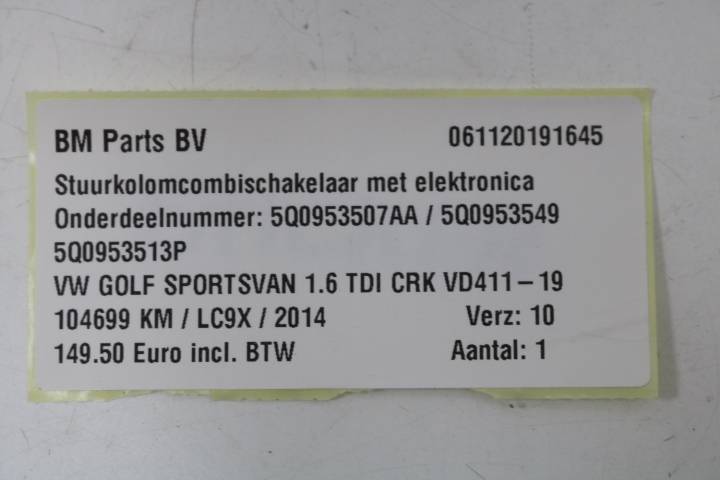 BM Parts BV 061120191645
Stuurkolomcombischakelaar met elektronica
Onderdeelnummer: 5Q0953507AA / 5Q0953549
5Q0953513P
VW GOLF SPORTSVAN 1.6 TDI CRK VD411-19
104699 KM / LC9X / 2014 Verz: 10
149.50 Euro incl. BTW Aantal: 1